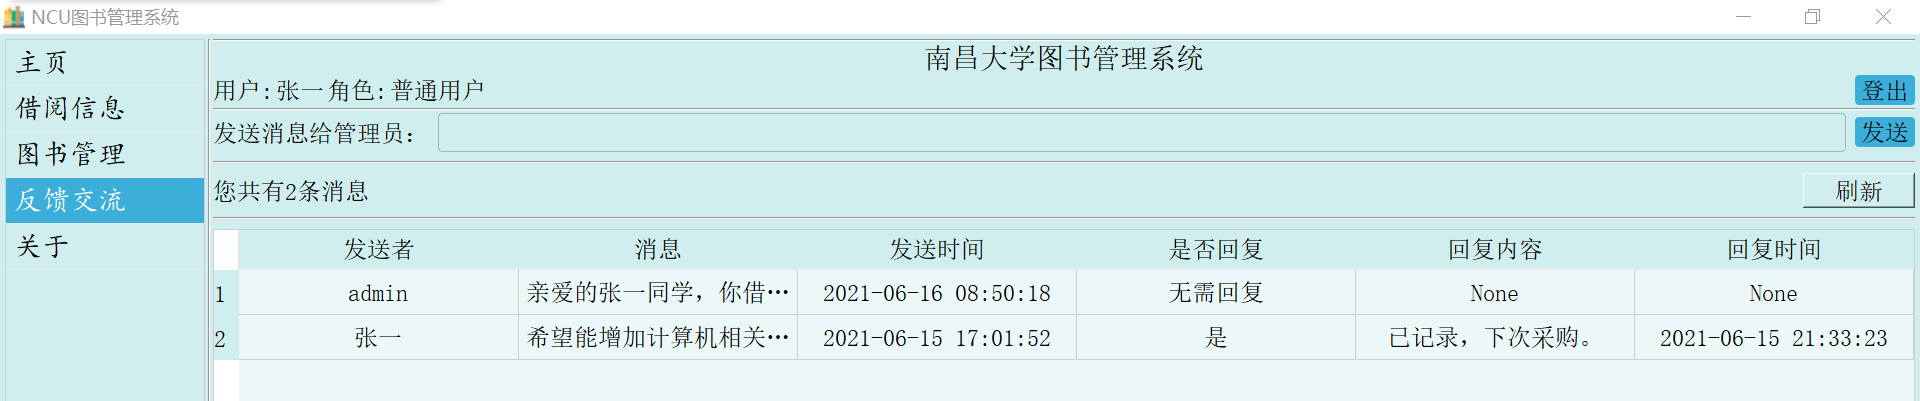 NCU图书管理系统
主页
借阅信息
图书管理
反馈交流
关于
南昌大学图书管理系统
用户: 张一 角色: 普通用户
登出
发送消息给管理员:
发送
您共有2条消息
刷新
发送者 消息 发送时间 是否回复 回复内容 回复时间
1 admin 亲爱的张一同学, 你借… 2021-06-16 08:50:18 无需回复 None None
2 张一 希望能增加计算机相关… 2021-06-15 17:01:52 是 已记录, 下次采购。 2021-06-15 21:33:23